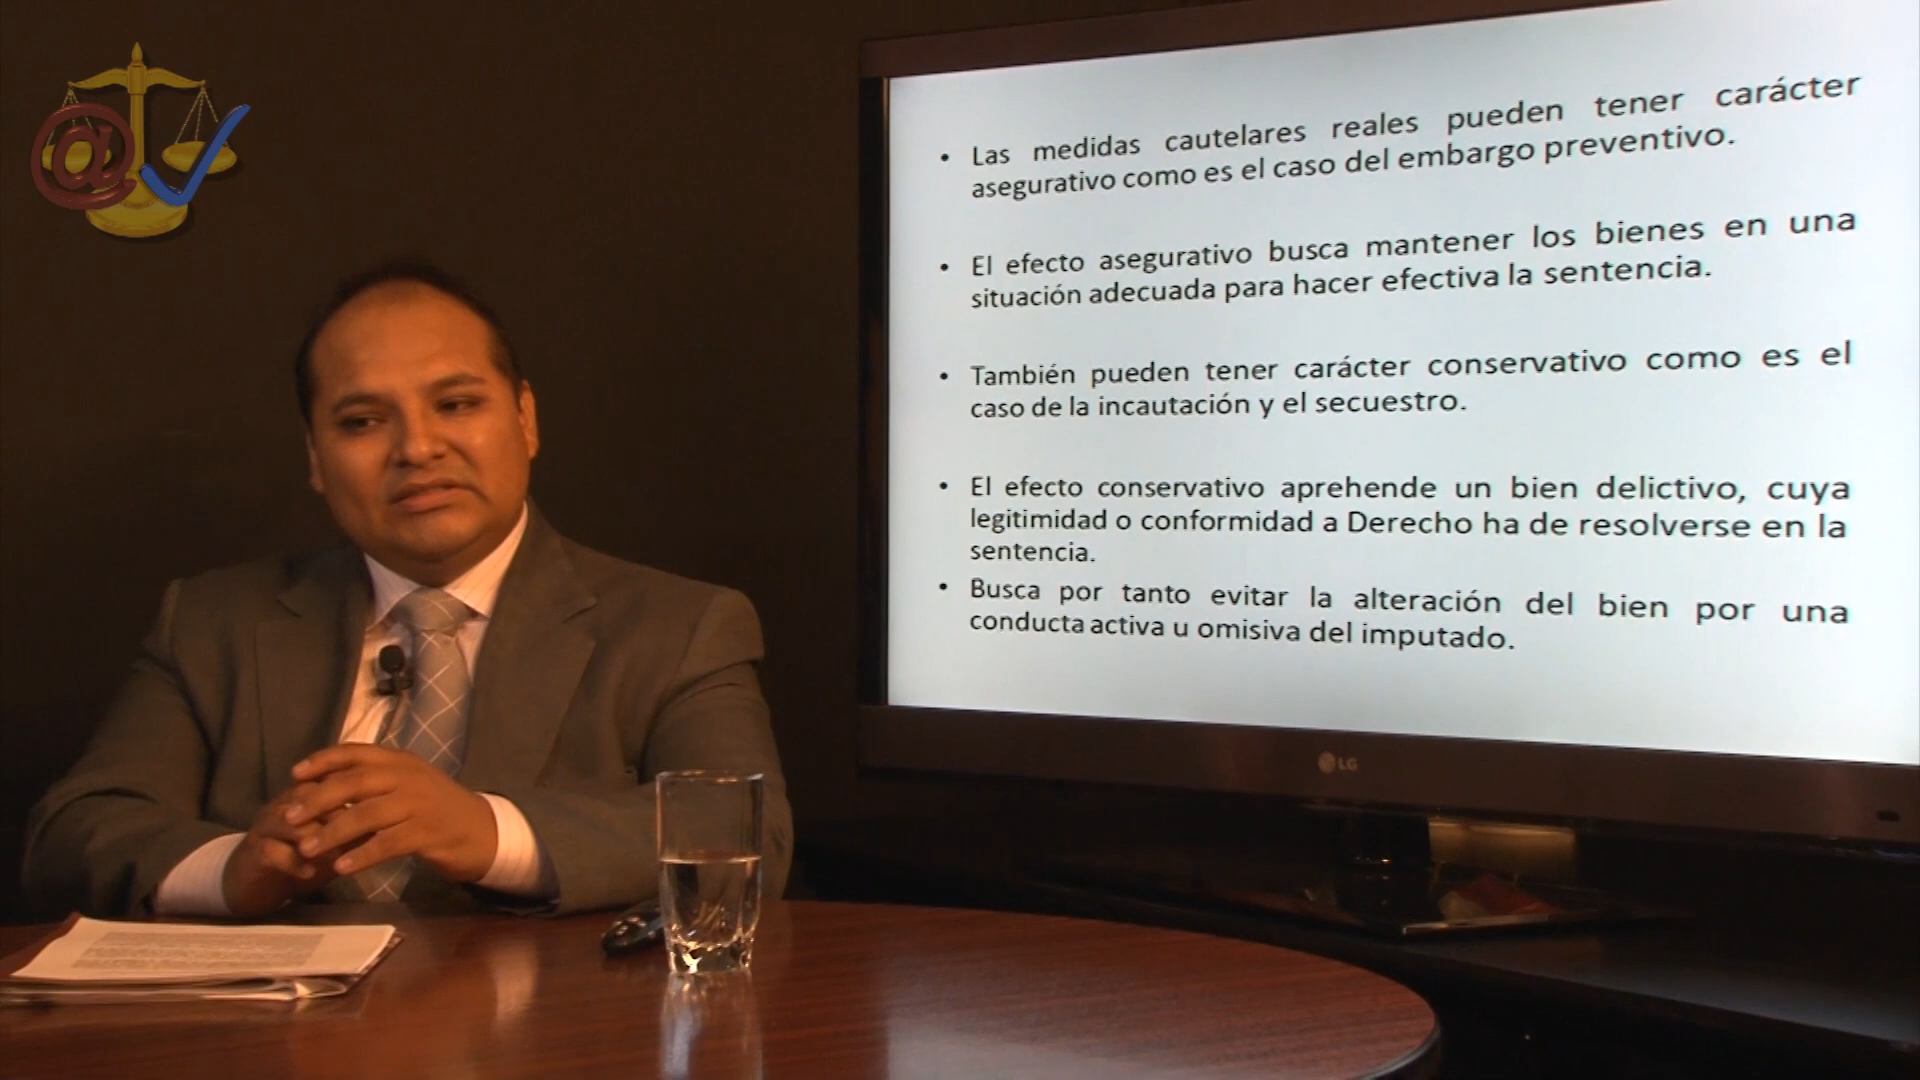 • Las medidas cautelares reales pueden tener carácter
asegurativo como es el caso del embargo preventivo.
• El efecto asegurativo busca mantener los bienes en una
situación adecuada para hacer efectiva la sentencia.
• También pueden tener carácter conservativo como es el
caso de la incautación y el secuestro.
• El efecto conservativo aprehende un bien delictivo, cuya
legitimidad o conformidad a Derecho ha de resolverse en la
sentencia.
• Busca por tanto evitar la alteración del bien por una
conducta activa u omisiva del imputado.
LG
@